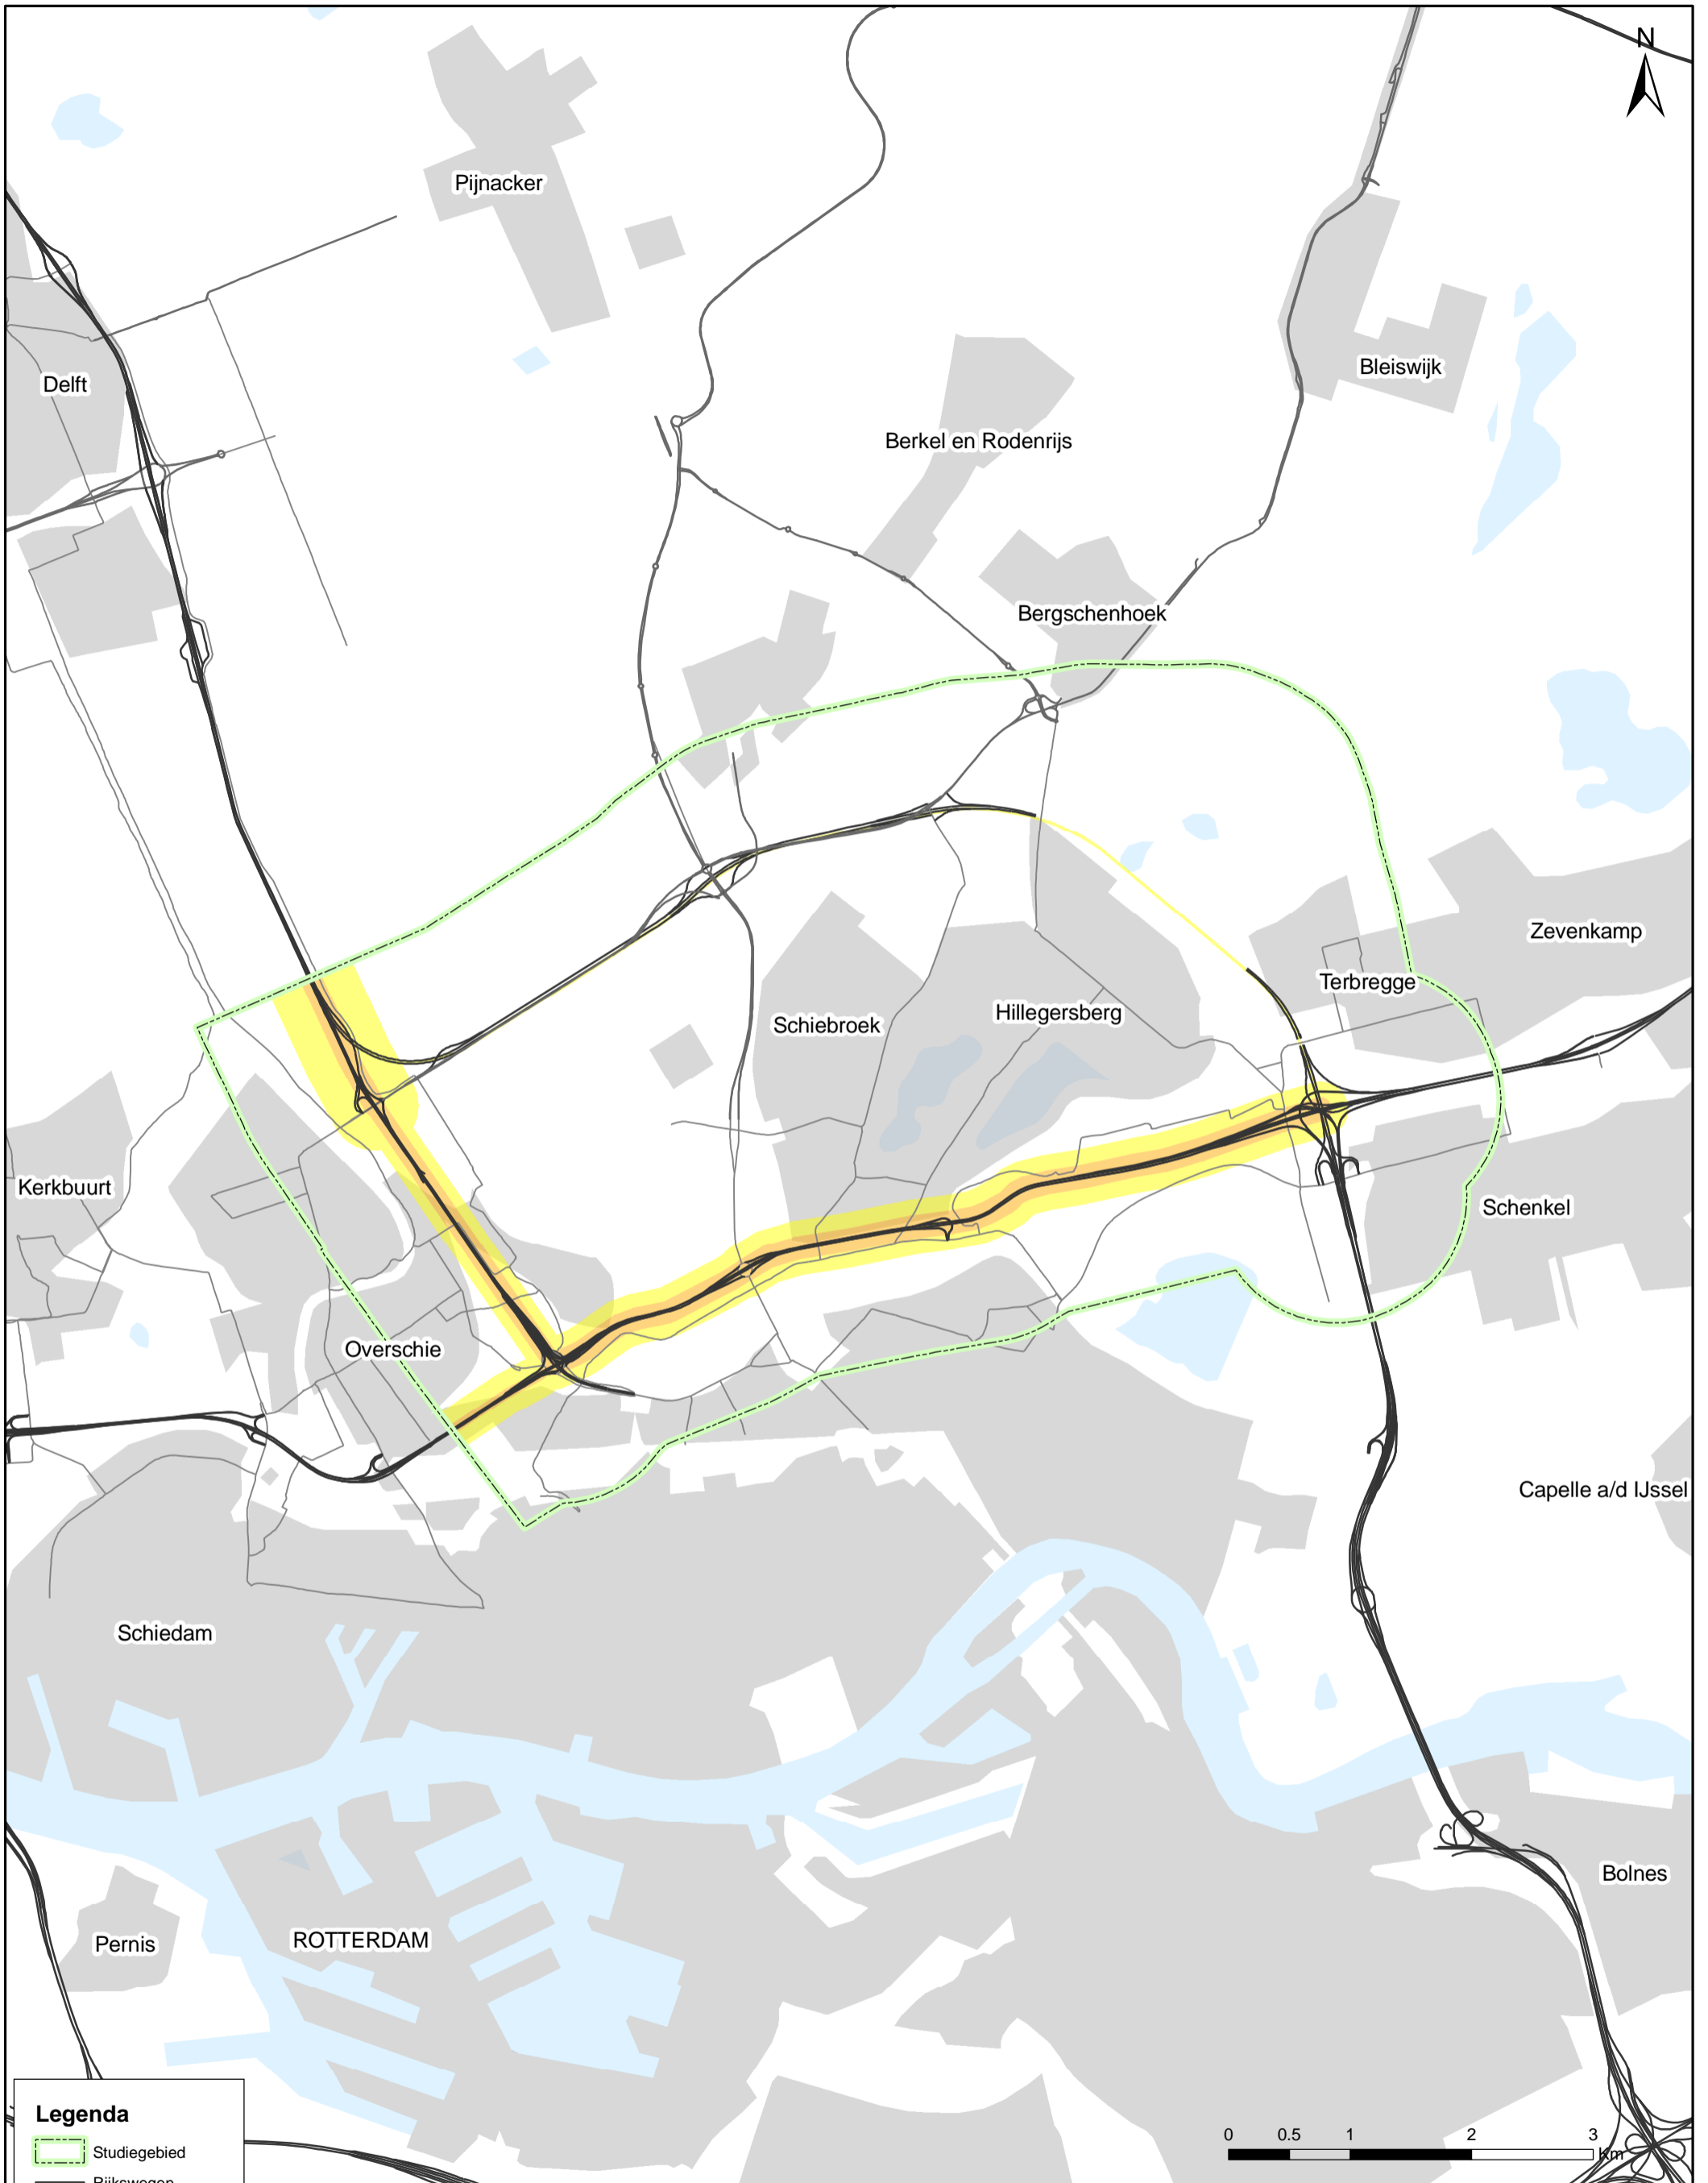 N
Pijnacker
Bleiswijk
Delft
Berkel en Rodenrijs
Bergschenhoek
Zevenkamp
Terbregge
Hillegersberg
Schiebroek
Kerkbuurt
Schenkel
Overschie
Capelle a/d IJssel
Schiedam
Bolnes
ROTTERDAM
Pernis
Legenda
Studiegebied
Rijkswegen
0 0.5 1 2 3
Km